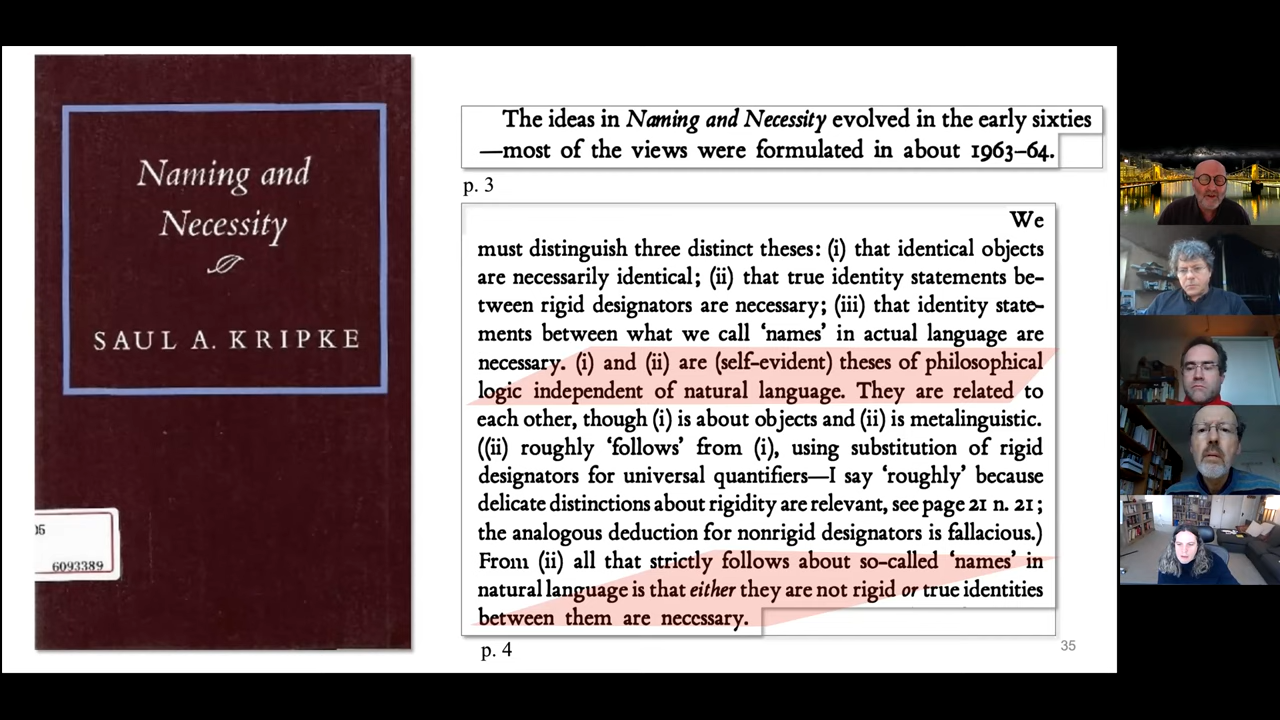 Naming and
Necessity
SAUL A. KRIPKE
05
6093389
The ideas in Naming and Necessity evolved in the early sixties
—most of the views were formulated in about 1963–64.
p. 3
We
must distinguish three distinct theses: (i) that identical objects
are necessarily identical; (ii) that true identity statements be-
tween rigid designators are necessary; (iii) that identity state-
ments between what we call ‘names’ in actual language are
necessary. (i) and (ii) are (self-evident) theses of philosophical
logic independent of natural language. They are related to
each other, though (i) is about objects and (ii) is metalinguistic.
((ii) roughly ‘follows’ from (i), using substitution of rigid
designators for universal quantifiers—I say ‘roughly’ because
delicate distinctions about rigidity are relevant, see page 21 n. 21;
the analogous deduction for nonrigid designators is fallacious.)
From (ii) all that strictly follows about so-called ‘names’ in
natural language is that either they are not rigid or true identities
between them are necessary.
p. 4
35